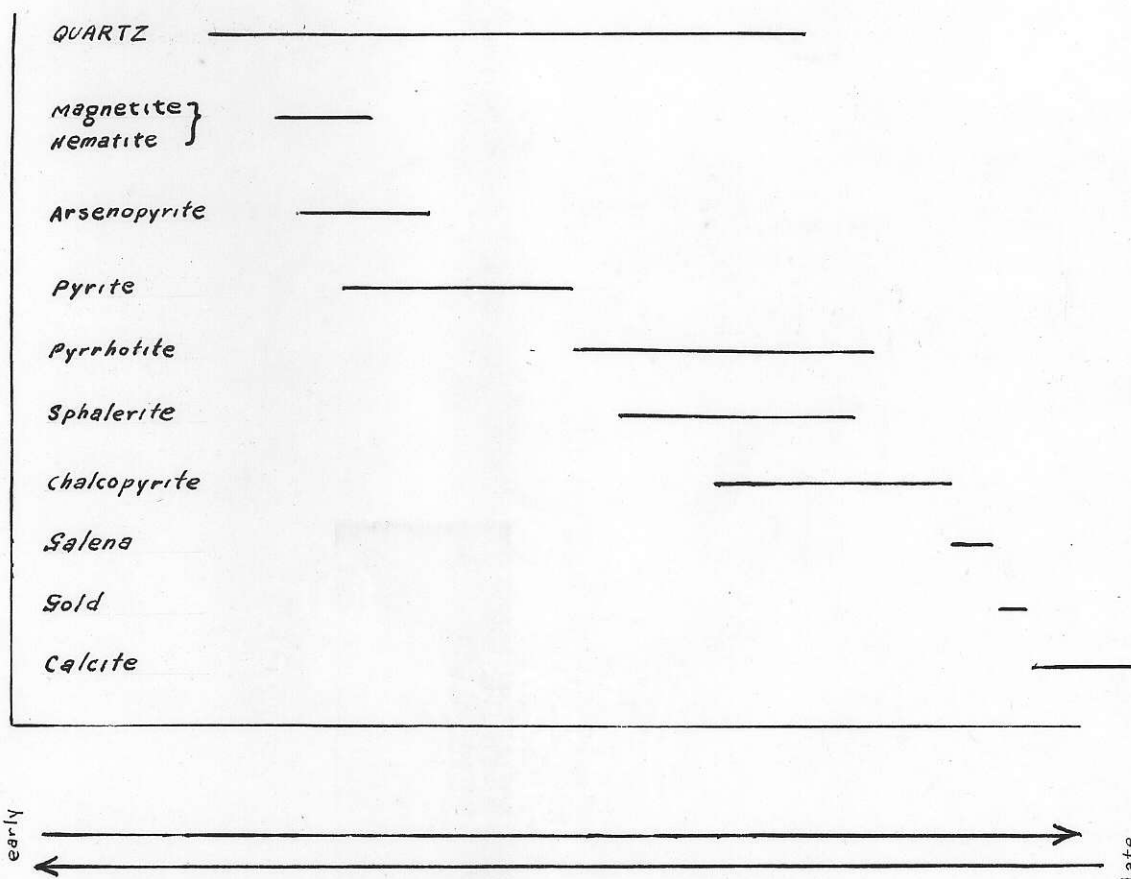 QUARTZ
Magnetite
Hematite
Arsenopyrite
Pyrite
Pyrrhotite
Sphalerite
Chalcopyrite
Galena
Gold
Calcite
early
late